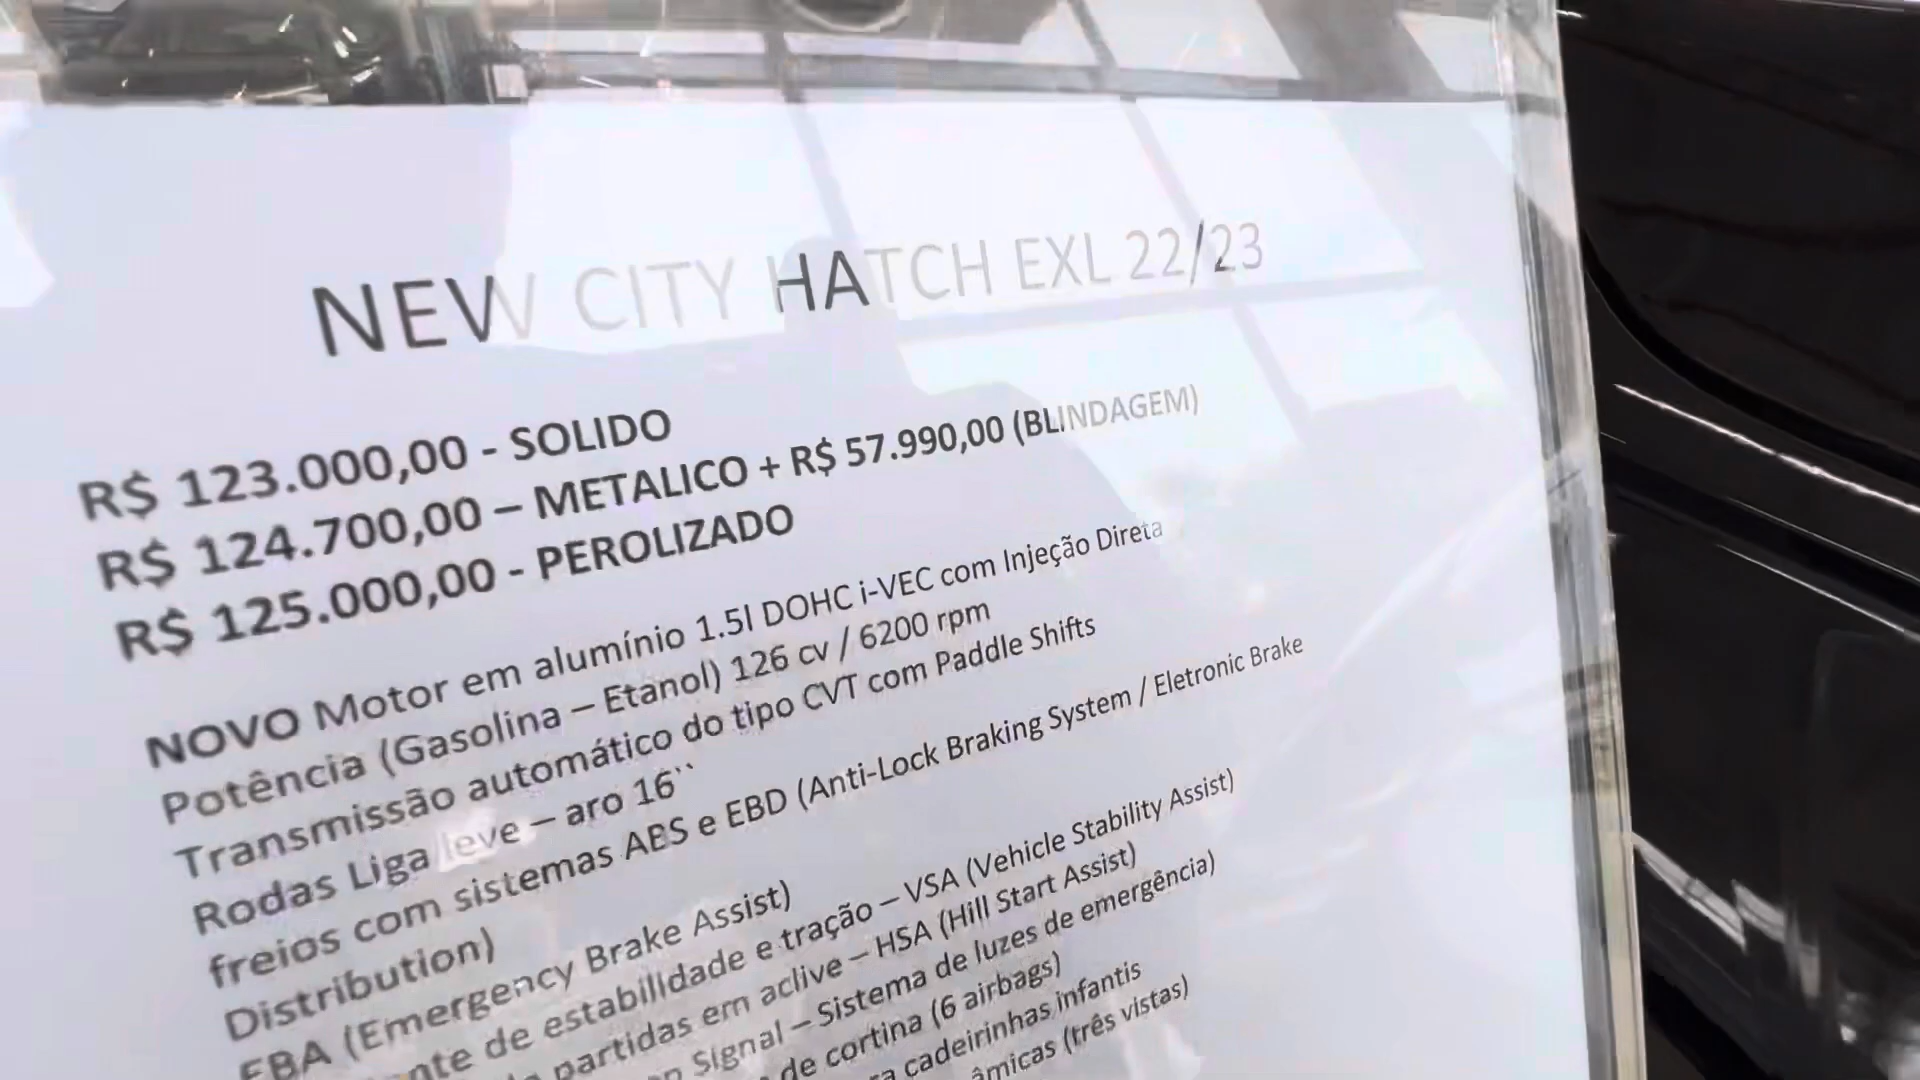 NEW CITY HATCH EXL 22/23
R$ 123.000,00 - SOLIDO
R$ 124.700,00 – METALICO + R$ 57.990,00 (BLINDAGEM)
R$ 125.000,00 - PEROLIZADO
NOVO Motor em alumínio 1.5l DOHC i-VEC com Injeção Direta
Potência (Gasolina – Etanol) 126 cv / 6200 rpm
Transmissão automático do tipo CVT com Paddle Shifts
Rodas Liga leve – aro 16``
freios com sistemas ABS e EBD (Anti-Lock Braking System / Eletronic Brake
Distribution)
EBA (Emergency Brake Assist)
de estabilidade e tração – VSA (Vehicle Stability Assist)
partidas em aclive – HSA (Hill Start Assist)
Signal – Sistema de luzes de emergência)
de cortina (6 airbags)
cadeirinhas infantis
(três vistas)